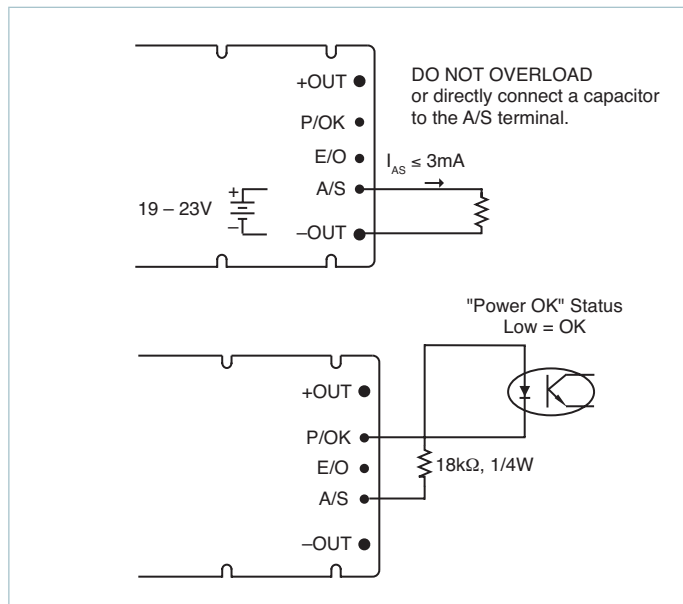 +OUT
DO NOT OVERLOAD
or directly connect a capacitor
to the A/S terminal.
P/OK
E/O
I_AS ≤ 3mA
A/S
+
19 – 23V
–
–OUT
"Power OK" Status
Low = OK
+OUT
P/OK
E/O
18kΩ, 1/4W
A/S
–OUT